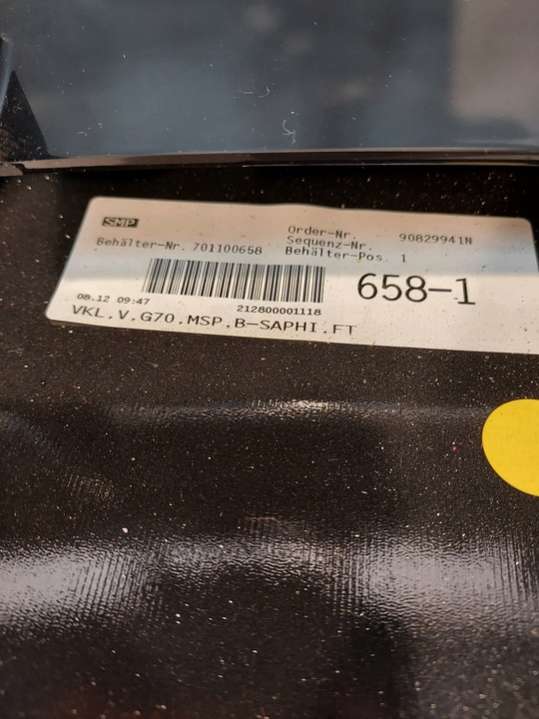 SMP
Order-Nr. 90829941N
Sequenz-Nr.
Behälter-Nr. 701100658 Behälter-Pos. 1
658-1
08.12 09:47
212800001118
VKL.V.G70.MSP.B-SAPHI.FT